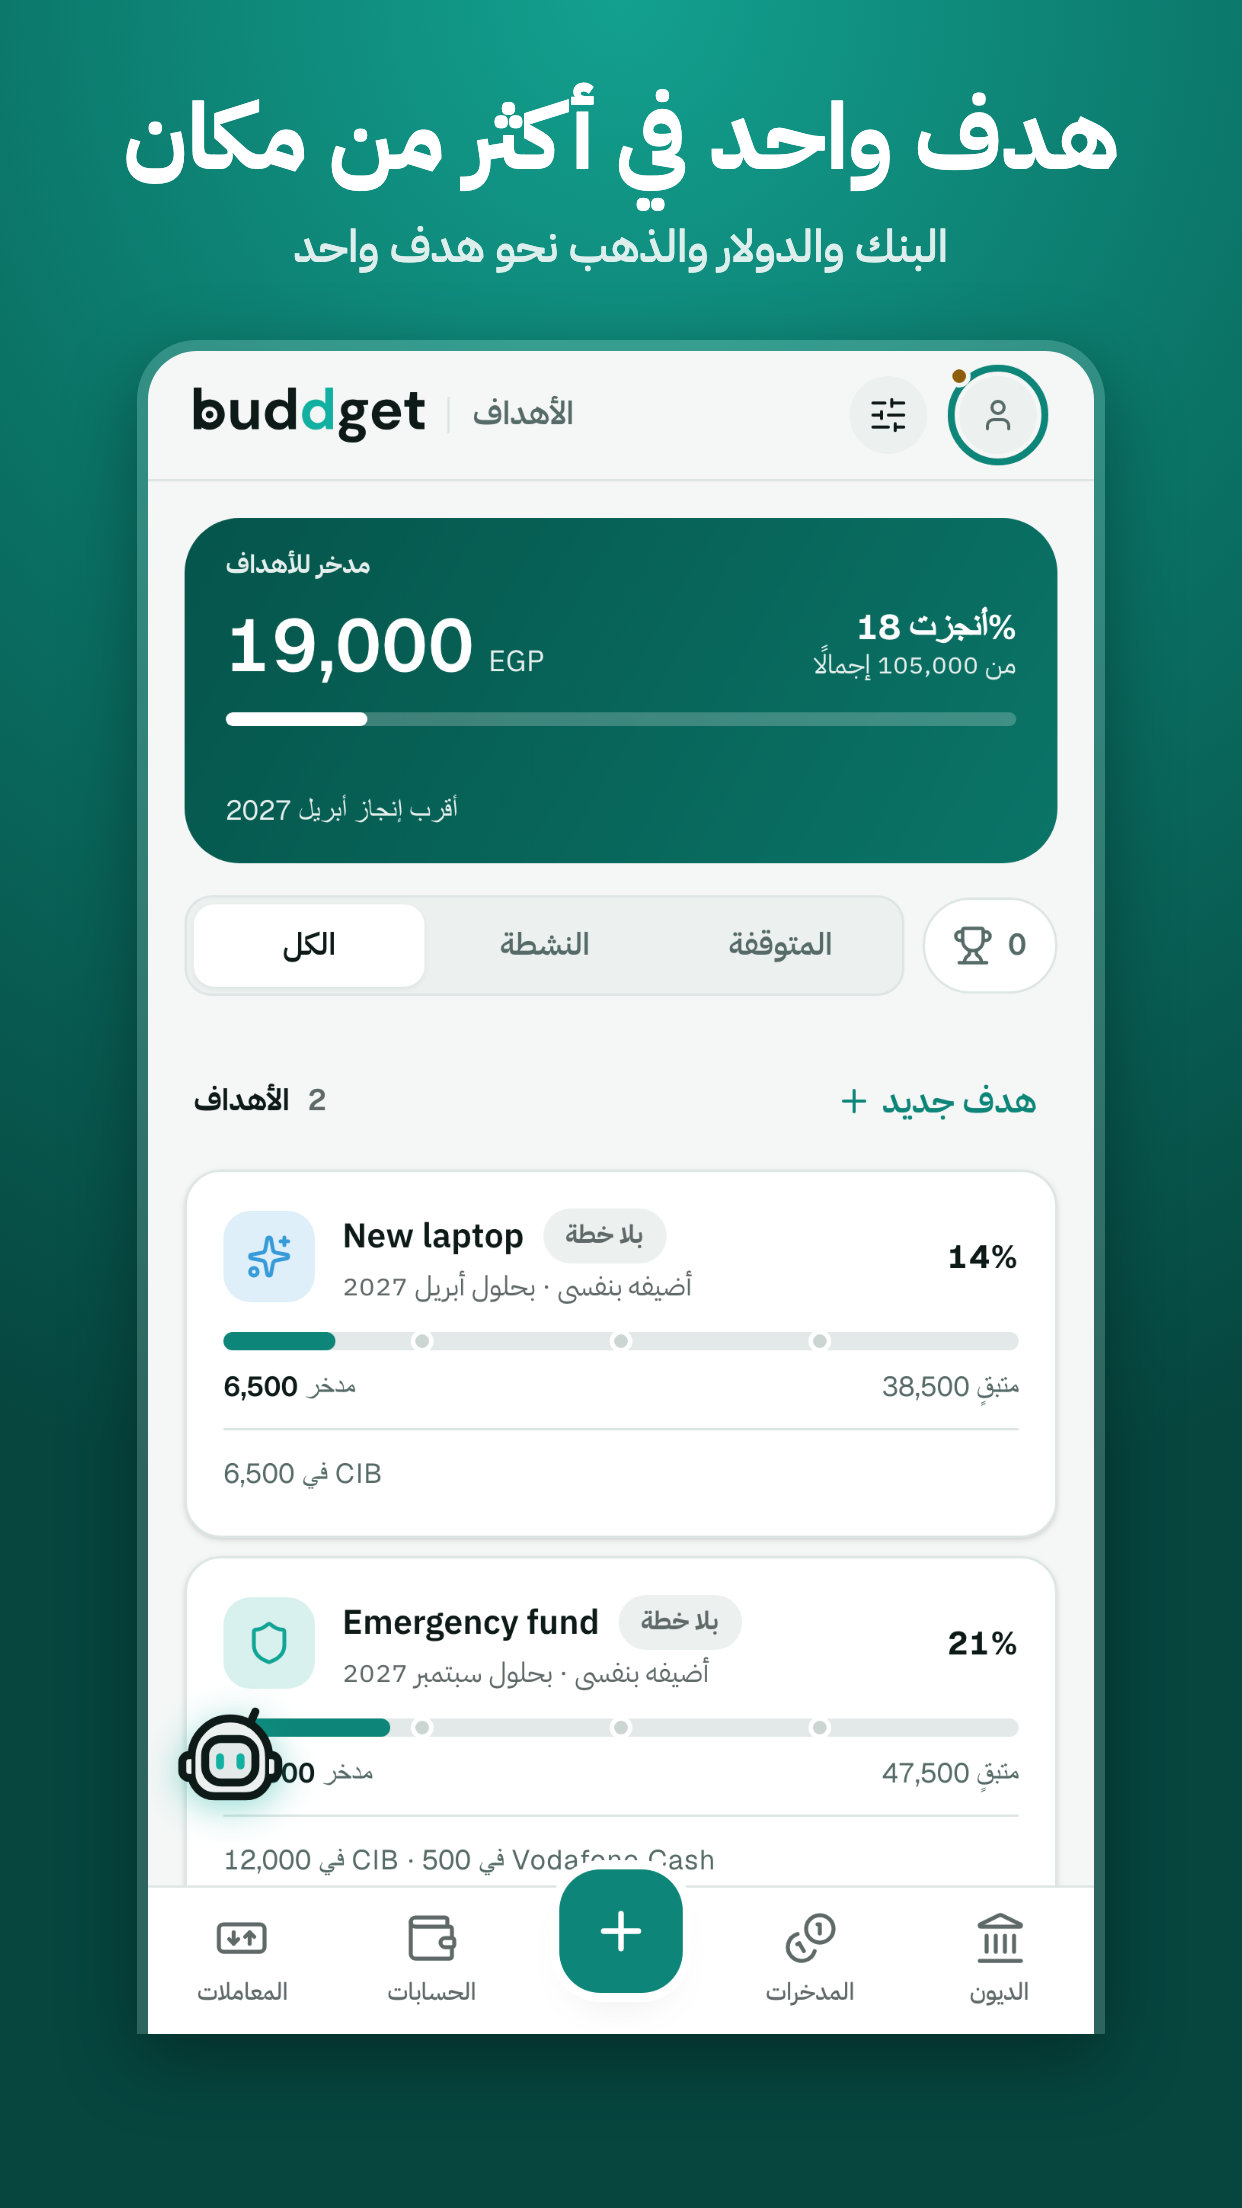 هدف واحد في أكثر من مكان
البنك والدولار والذهب نحو هدف واحد
buddget
الأهداف
مدخر للأهداف
19,000 EGP
%أنجزت 18
من 105,000 إجمالًا
أقرب إنجاز أبريل 2027
الكل
النشطة
المتوقفة
0
الأهداف 2
هدف جديد +
New laptop
بلا خطة
14%
أضيفه بنفسي · بحلول أبريل 2027
6,500 مدخر
متبقٍ 38,500
6,500 في CIB
Emergency fund
بلا خطة
21%
أضيفه بنفسي · بحلول سبتمبر 2027
مدخر
متبقٍ 47,500
12,000 في CIB · 500 في Vodafone Cash
المعاملات
الحسابات
المدخرات
الديون